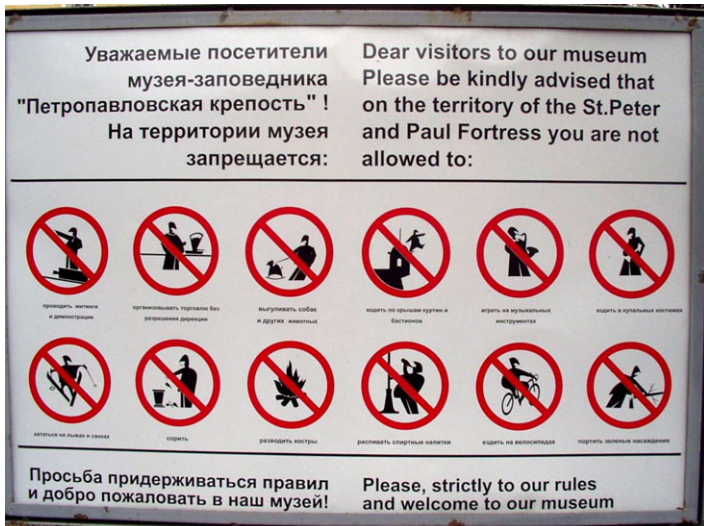 Уважаемые посетители
музея-заповедника
"Петропавловская крепость" !
На территории музея
запрещается:
Dear visitors to our museum
Please be kindly advised that
on the territory of the St.Peter
and Paul Fortress you are not
allowed to:
проводить митинги
и демонстрации
организовывать торговлю без
разрешения дирекции
выгуливать собак
и других животных
ходить по крышам куртин и
бастионов
играть на музыкальных
инструментах
ходить в купальных костюмах
кататься на лыжах и санках
сорить
разводить костры
распивать спиртные напитки
ездить на велосипедах
портить зеленые насаждения
Просьба придерживаться правил
и добро пожаловать в наш музей!
Please, strictly to our rules
and welcome to our museum